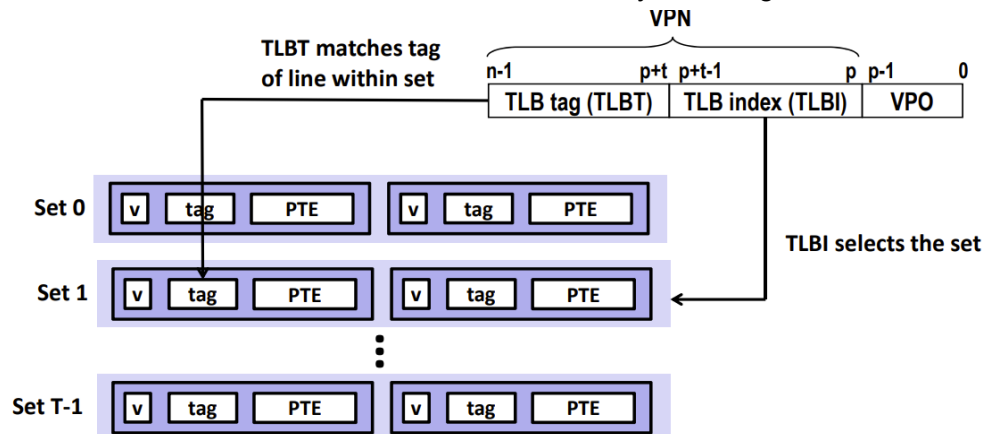 VPN
TLBT matches tag
of line within set
n-1 p+t p+t-1 p p-1 0
TLB tag (TLBT) TLB index (TLBI) VPO
Set 0 v tag PTE v tag PTE
TLBI selects the set
Set 1 v tag PTE v tag PTE
Set T-1 v tag PTE v tag PTE